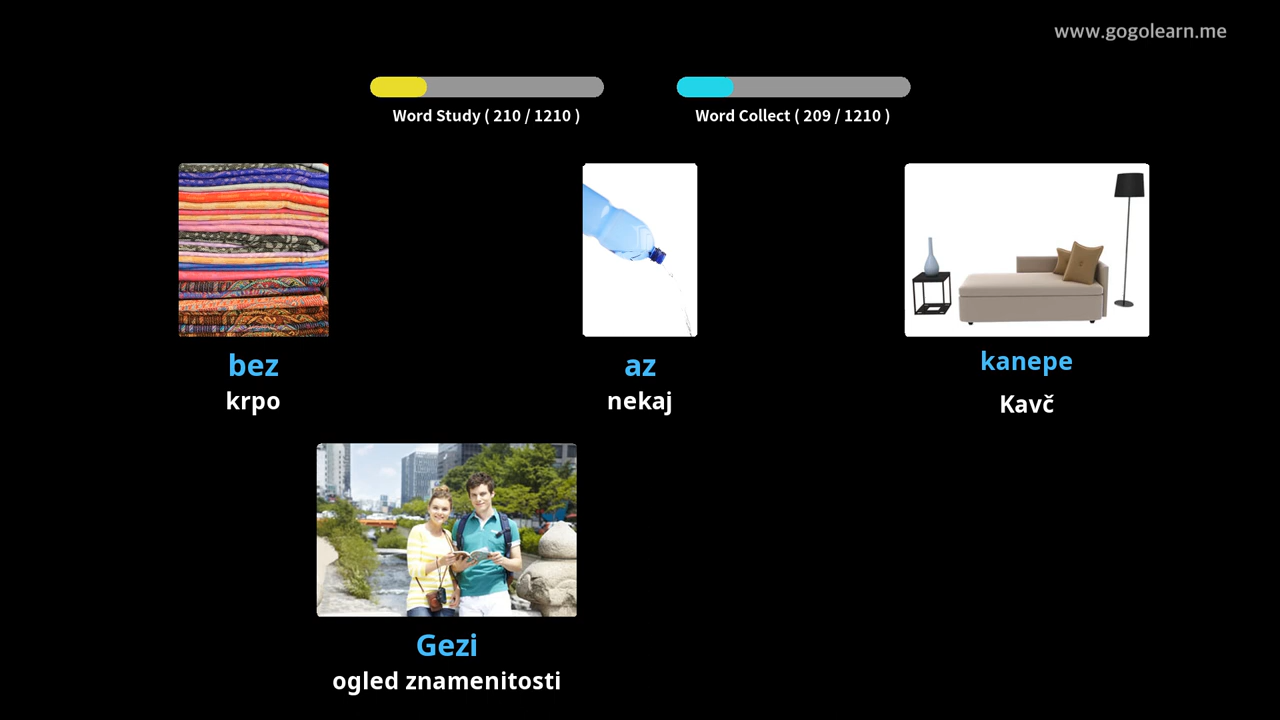 www.gogolearn.me
Word Study ( 210 / 1210 )
Word Collect ( 209 / 1210 )
bez
krpo
az
nekaj
kanepe
Kavč
Gezi
ogled znamenitosti